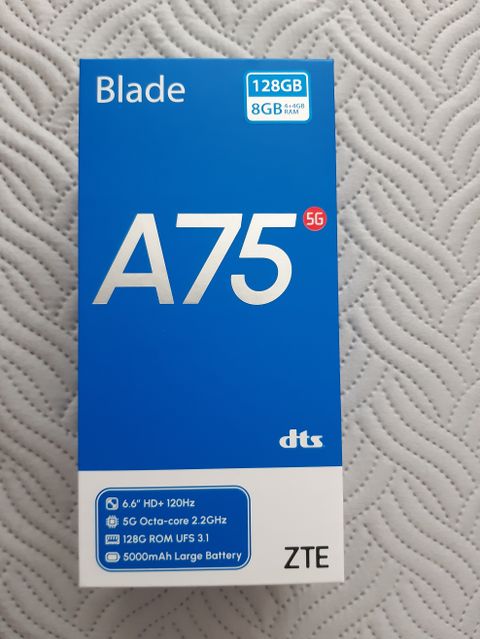 Blade
128GB
8GB 4+4GB RAM
A75 5G
dts
6.6" HD+ 120Hz
5G Octa-core 2.2GHz
128G ROM UFS 3.1
5000mAh Large Battery
ZTE